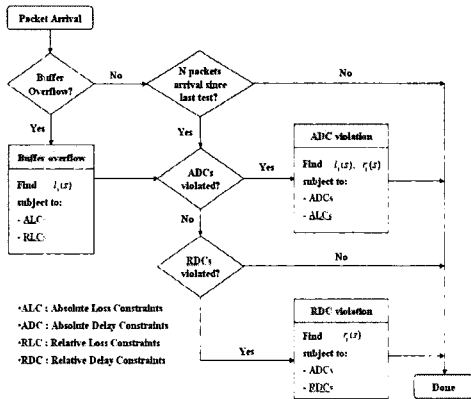 Packet Arrival
Buffer
Overflow?
No
N packets
arrival since
last test?
No
Yes
Yes
Buffer overflow
Find l_i(x)
subject to:
- ALCs
- RLCs
ADCs
violated?
Yes
ADC violation
Find l_i(x), r_i(x)
subject to:
- ADCs
- ALCs
No
RDCs
violated?
No
Yes
RDC violation
Find r_i(x)
subject to:
- ADCs
- RDCs
•ALC : Absolute Loss Constraints
•ADC : Absolute Delay Constraints
•RLC : Relative Loss Constraints
•RDC : Relative Delay Constraints
Done